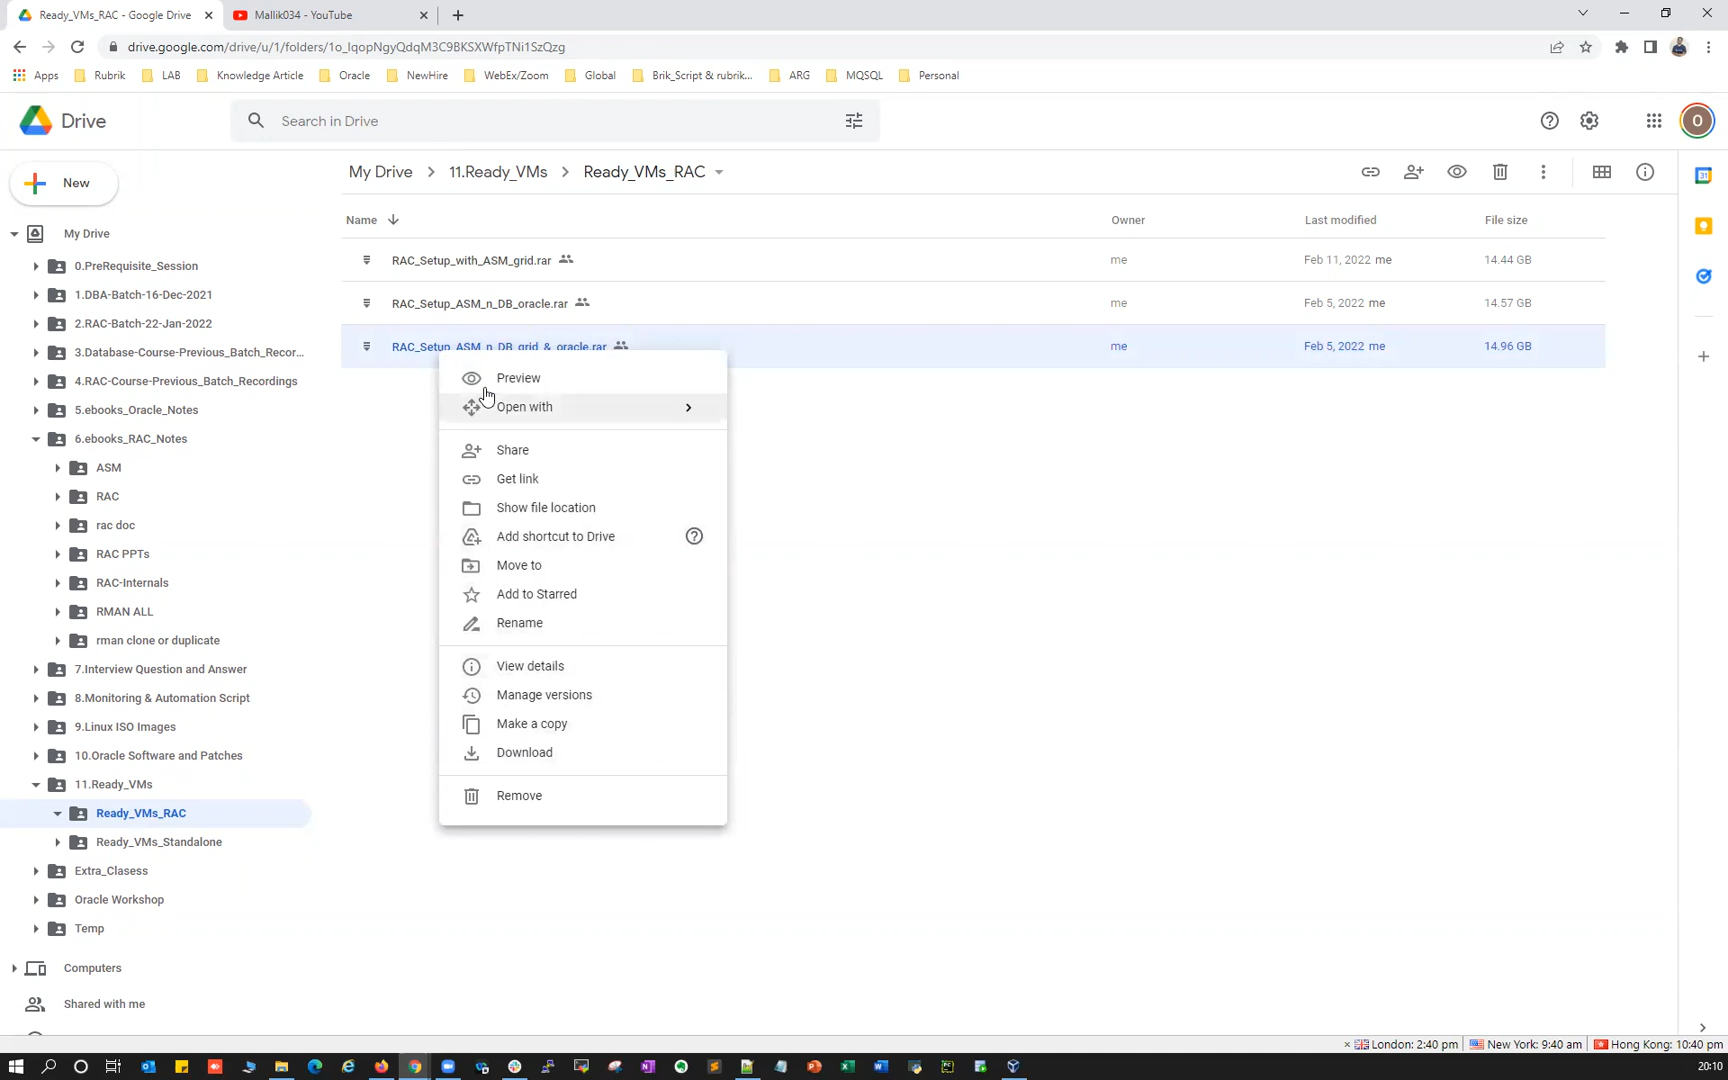 Ready_VMs_RAC - Google Drive
Mallik034 - YouTube
drive.google.com/drive/u/1/folders/1o_IqopNgyQdqM3C9BKSXWfpTNi1SzQzg
Apps
Rubrik
LAB
Knowledge Article
Oracle
NewHire
WebEx/Zoom
Global
Brik_Script & rubrik...
ARG
MQSQL
Personal
Drive
Search in Drive
O
New
My Drive
11.Ready_VMs
Ready_VMs_RAC
31
Name
Owner
Last modified
File size
RAC_Setup_with_ASM_grid.rar
me
Feb 11, 2022 me
14.44 GB
RAC_Setup_ASM_n_DB_oracle.rar
me
Feb 5, 2022 me
14.57 GB
RAC_Setup_ASM_n_DB_grid_&_oracle.rar
me
Feb 5, 2022 me
14.96 GB
Preview
Open with
Share
Get link
Show file location
Add shortcut to Drive
Move to
Add to Starred
Rename
View details
Manage versions
Make a copy
Download
Remove
My Drive
0.PreRequisite_Session
1.DBA-Batch-16-Dec-2021
2.RAC-Batch-22-Jan-2022
3.Database-Course-Previous_Batch_Recor...
4.RAC-Course-Previous_Batch_Recordings
5.ebooks_Oracle_Notes
6.ebooks_RAC_Notes
ASM
RAC
rac doc
RAC PPTs
RAC-Internals
RMAN ALL
rman clone or duplicate
7.Interview Question and Answer
8.Monitoring & Automation Script
9.Linux ISO Images
10.Oracle Software and Patches
11.Ready_VMs
Ready_VMs_RAC
Ready_VMs_Standalone
Extra_Clasess
Oracle Workshop
Temp
Computers
Shared with me
London: 2:40 pm
New York: 9:40 am
Hong Kong: 10:40 pm
20:10